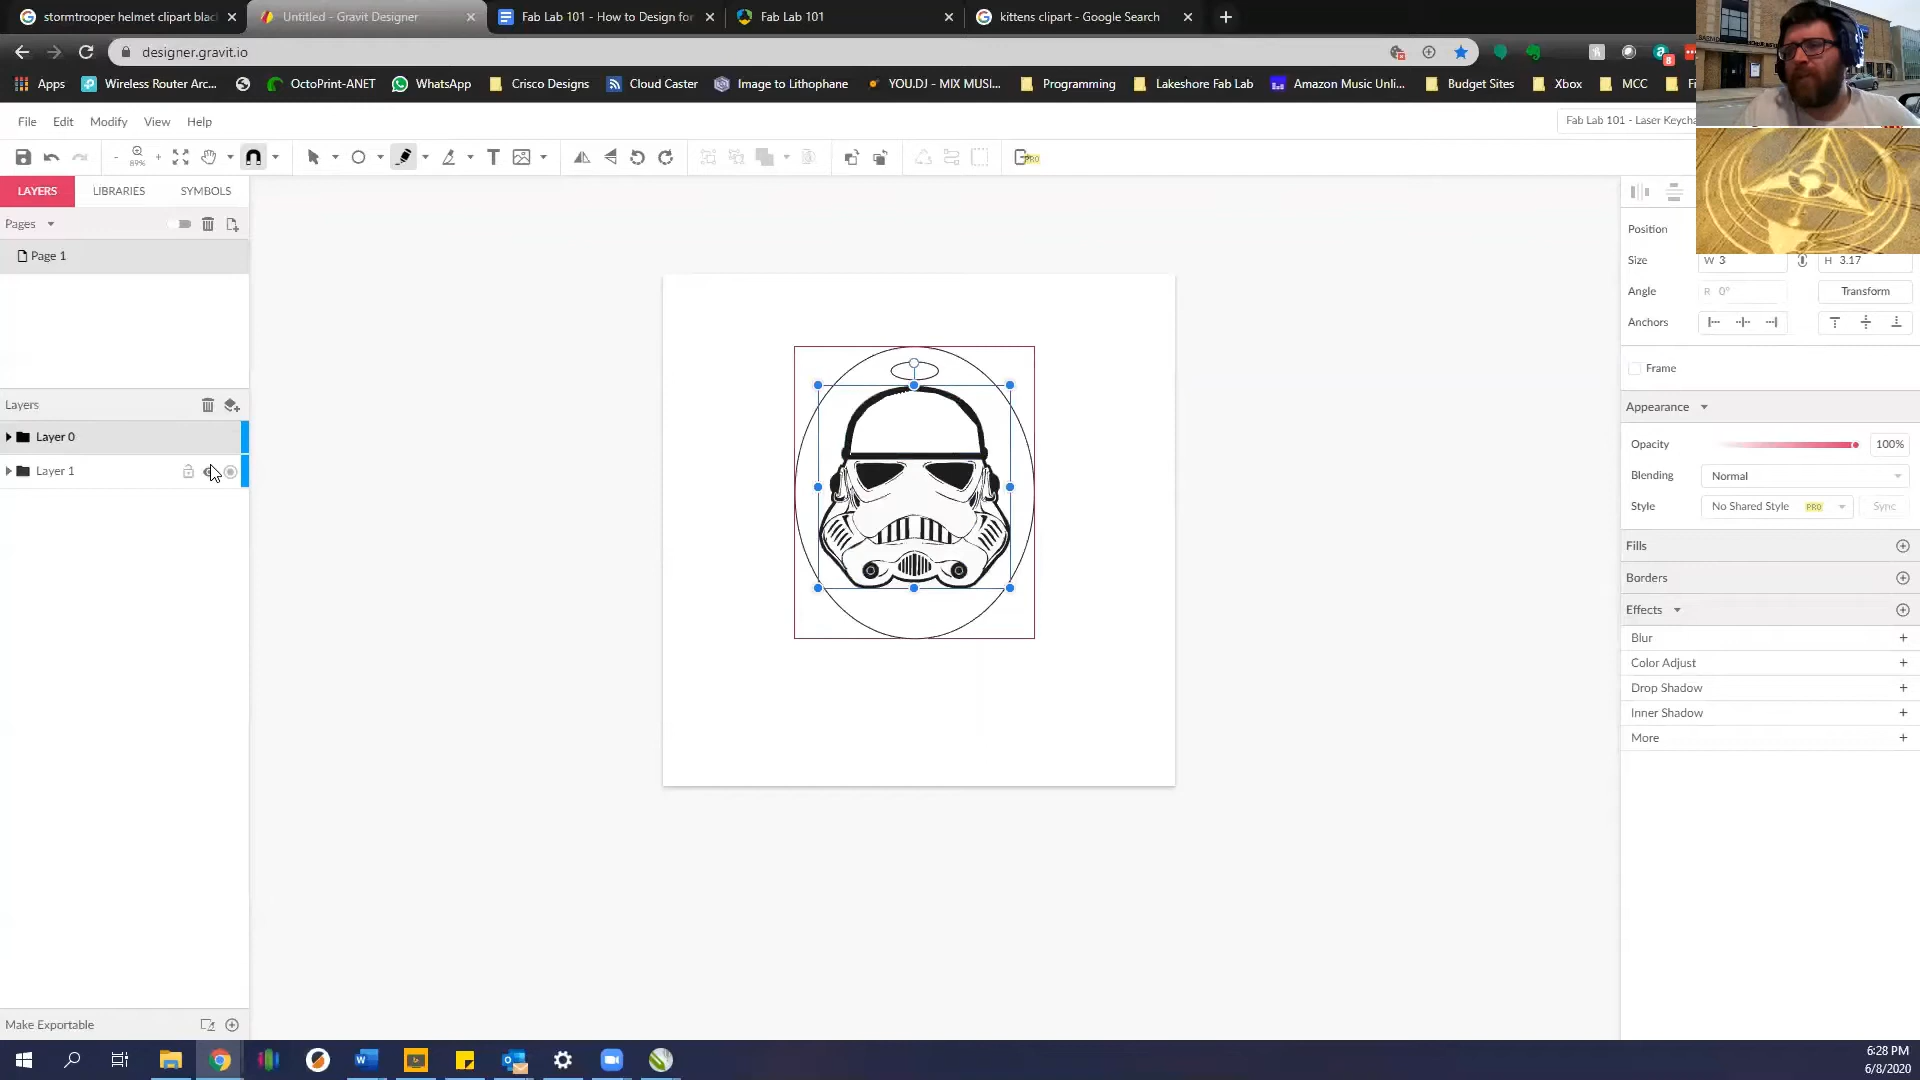 stormtrooper helmet clipart blac
Untitled - Gravit Designer
Fab Lab 101 - How to Design for
Fab Lab 101
kittens clipart - Google Search
designer.gravit.io
8
Apps
Wireless Router Arc...
OctoPrint-ANET
WhatsApp
Crisco Designs
Cloud Caster
Image to Lithophane
YOU.DJ - MIX MUSI...
Programming
Lakeshore Fab Lab
Amazon Music Unli...
Budget Sites
Xbox
MCC
File
Edit
Modify
View
Help
Fab Lab 101 - Laser Keycha
- 89% +
PRO
LAYERS
LIBRARIES
SYMBOLS
Pages
Page 1
Layers
Layer 0
Layer 1
Make Exportable
Position
Size
W 3
H 3.17
Angle
R 0°
Transform
Anchors
Frame
Appearance
Opacity
100%
Blending
Normal
Style
No Shared Style
PRO
Sync
Fills
Borders
Effects
Blur
Color Adjust
Drop Shadow
Inner Shadow
More
6:28 PM
6/8/2020